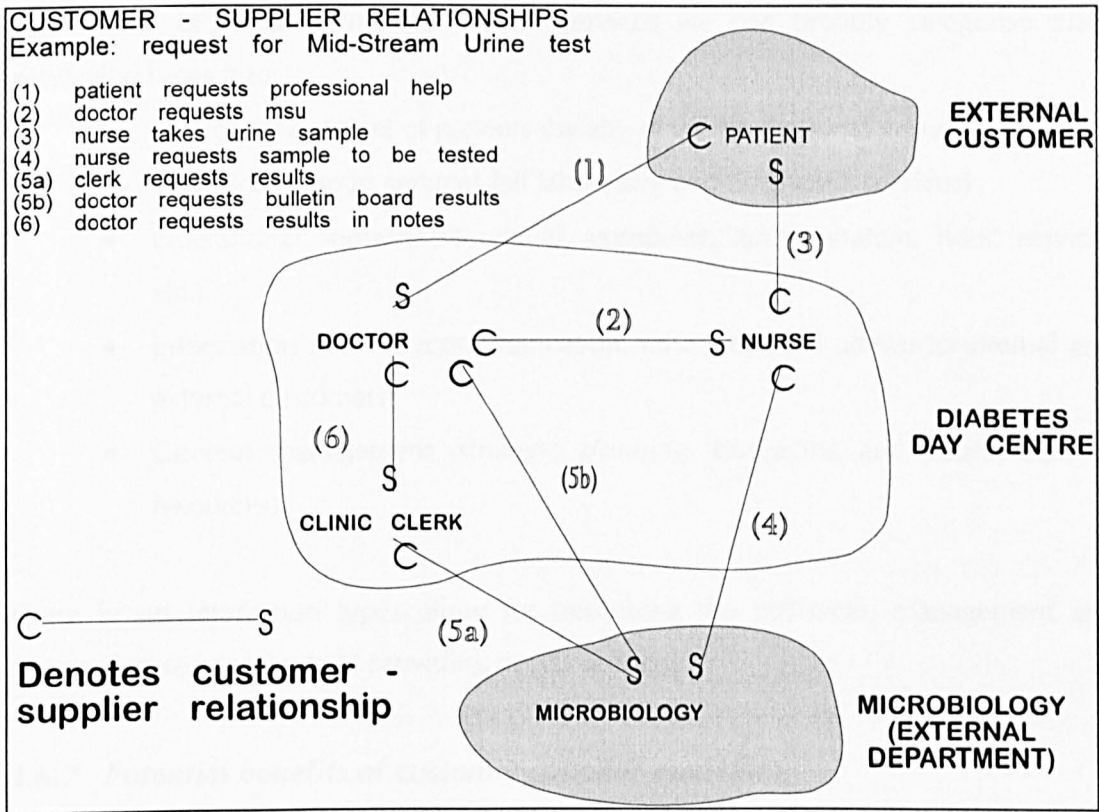 CUSTOMER - SUPPLIER RELATIONSHIPS
Example: request for Mid-Stream Urine test
(1) patient requests professional help
(2) doctor requests msu
(3) nurse takes urine sample
(4) nurse requests sample to be tested
(5a) clerk requests results
(5b) doctor requests bulletin board results
(6) doctor requests results in notes
C PATIENT
S
EXTERNAL
CUSTOMER
(1)
(3)
S
C
(2)
DOCTOR
C
S NURSE
C
C
C
DIABETES
DAY CENTRE
(6)
(5b)
S
(4)
CLINIC CLERK
C
C S
(5a)
Denotes customer -
supplier relationship
S
S
MICROBIOLOGY
MICROBIOLOGY
(EXTERNAL
DEPARTMENT)